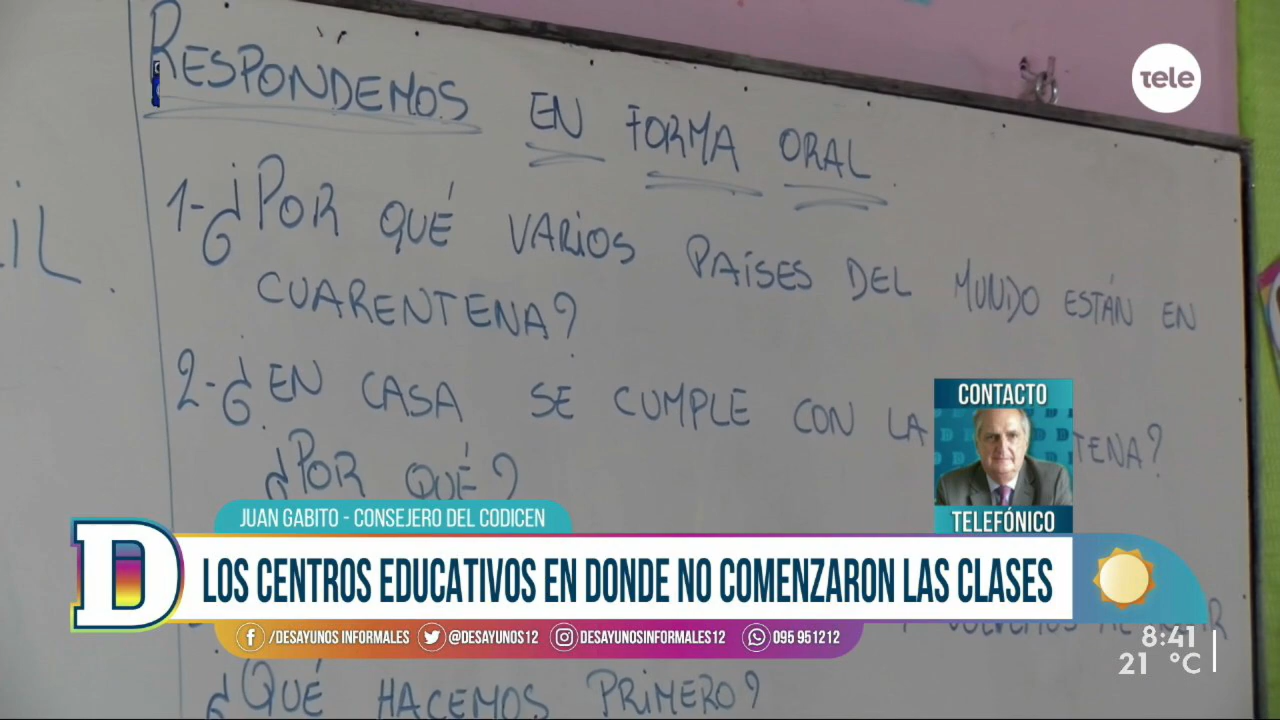 tele
RESPONDEMOS EN FORMA ORAL.
1-¿POR QUÉ VARIOS PAÍSES DEL MUNDO ESTÁN EN
CUARENTENA?
2-¿EN CASA SE CUMPLE CON LA TENA?
¿POR QUÉ?
¿QUÉ HACEMOS PRIMERO?
IL.
CONTACTO
TELEFÓNICO
JUAN GABITO - CONSEJERO DEL CODICEN
D LOS CENTROS EDUCATIVOS EN DONDE NO COMENZARON LAS CLASES
/DESAYUNOS INFORMALES @DESAYUNOS12 DESAYUNOSINFORMALES12 095 951212
8:41
21 °C